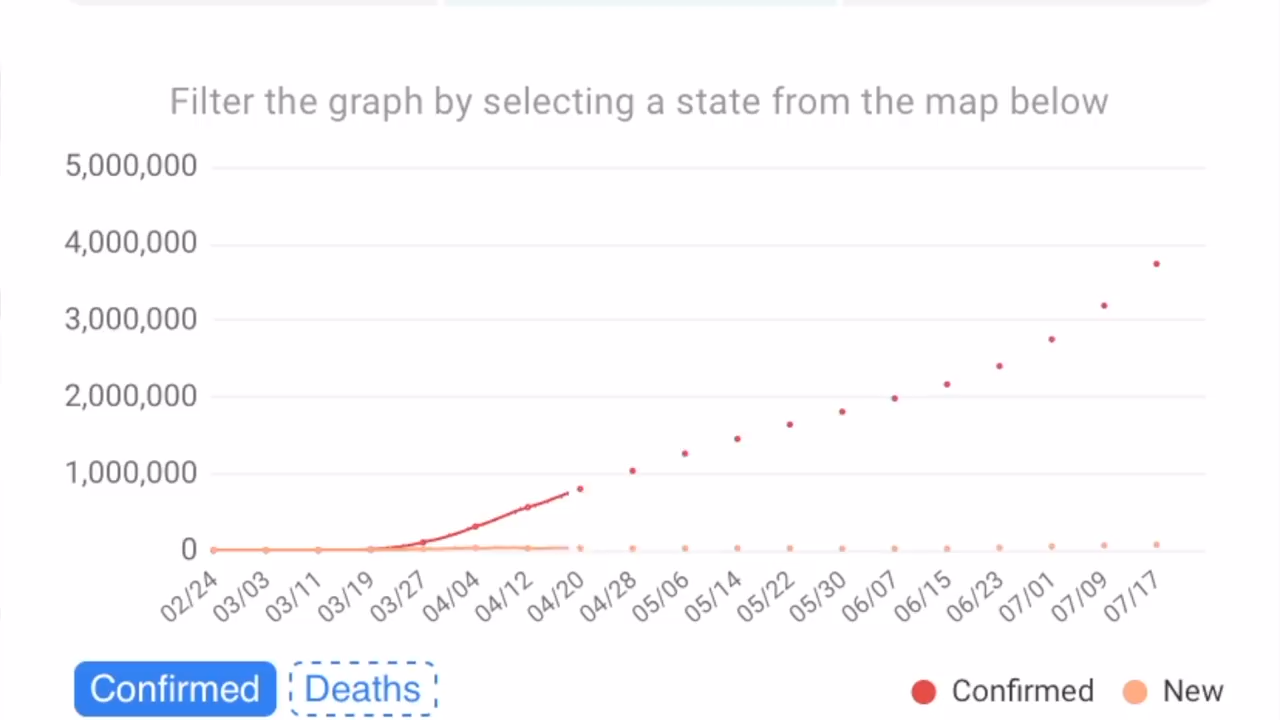 Filter the graph by selecting a state from the map below
5,000,000
4,000,000
3,000,000
2,000,000
1,000,000
0
02/24 03/03 03/11 03/19 03/27 04/04 04/12 04/20 04/28 05/06 05/14 05/22 05/30 06/07 06/15 06/23 07/01 07/09 07/17
Confirmed Deaths Confirmed New